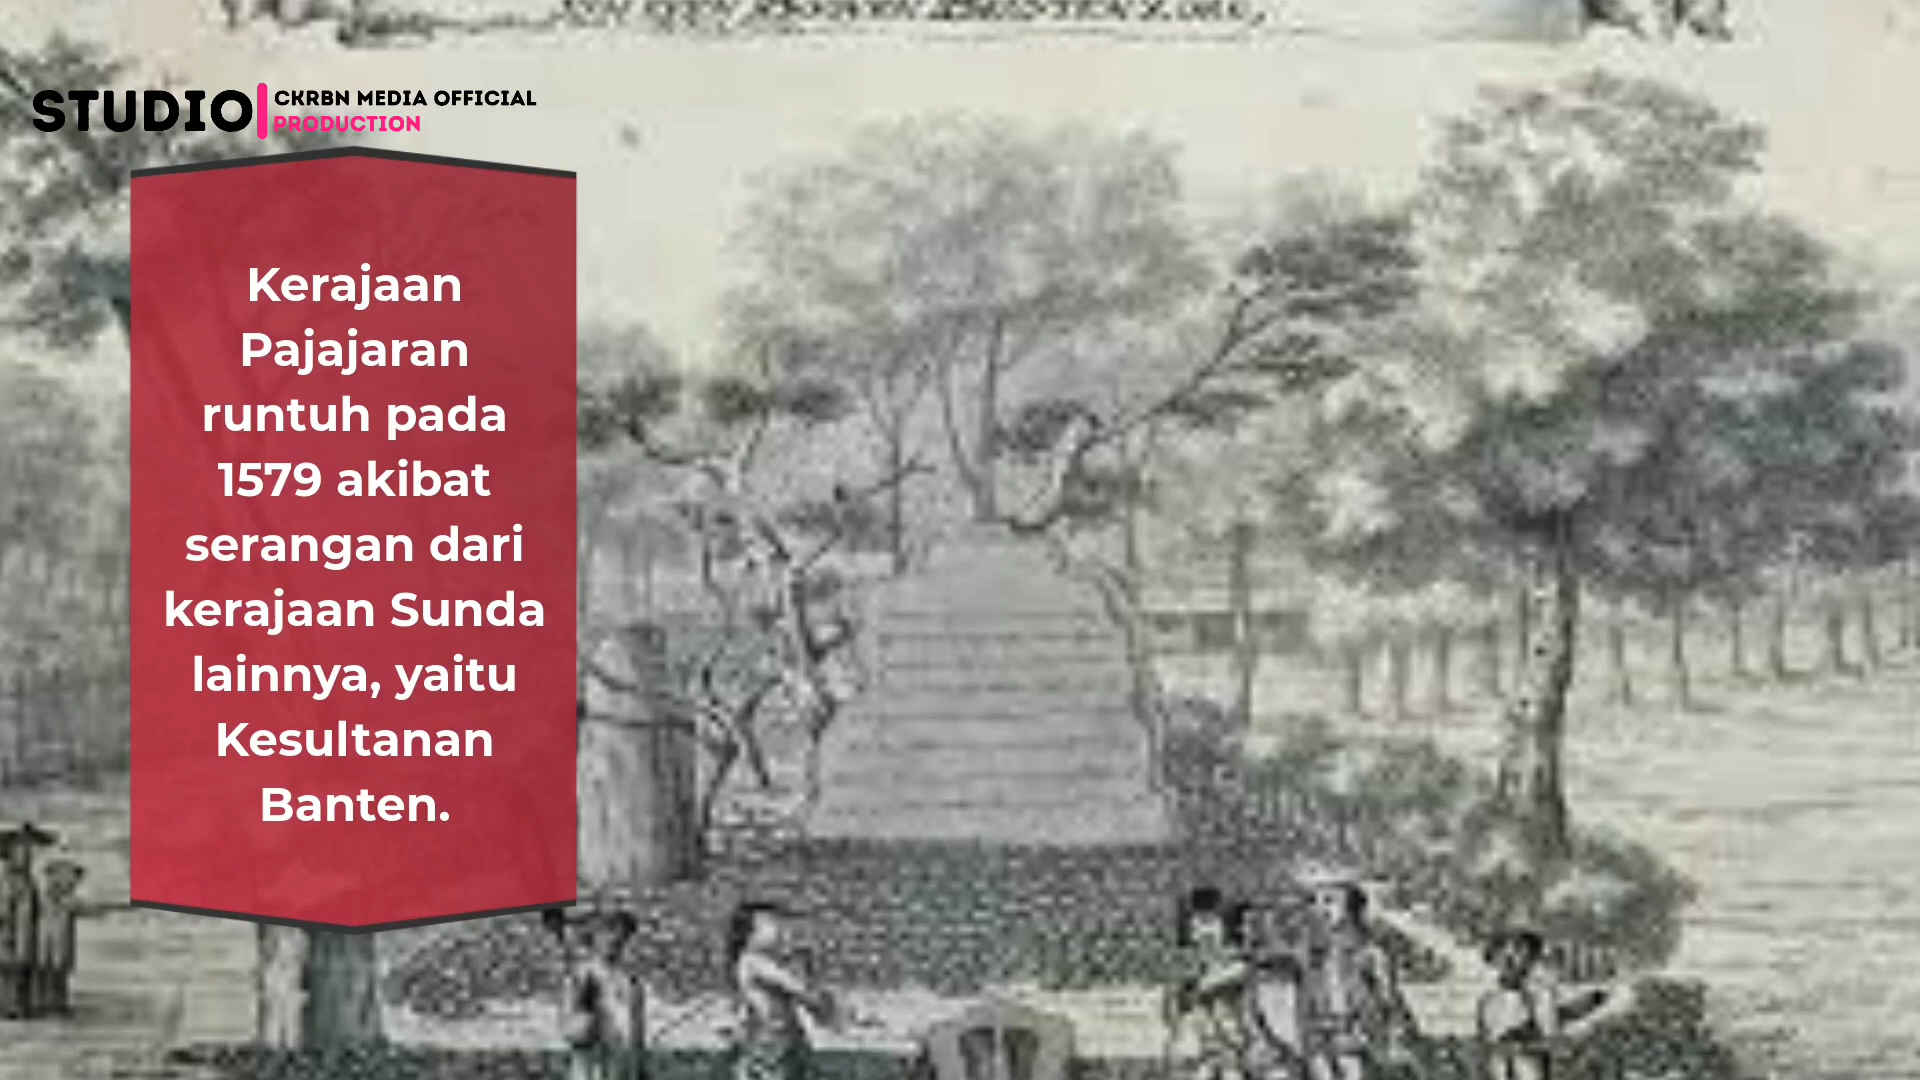 STUDIO
CKRBN MEDIA OFFICIAL
PRODUCTION
Kerajaan
Pajajaran
runtuh pada
1579 akibat
serangan dari
kerajaan Sunda
lainnya, yaitu
Kesultanan
Banten.